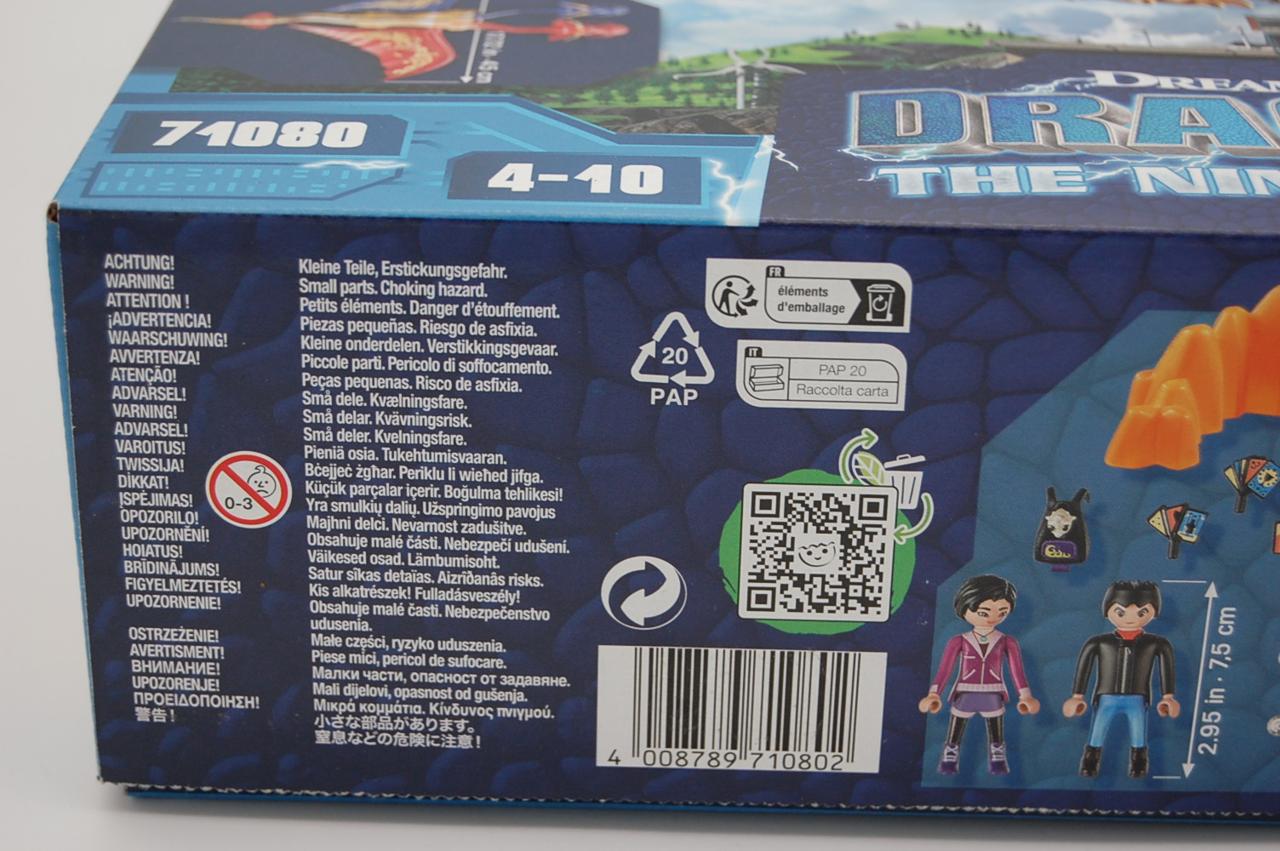 45 cm
71080
4-10
DREAM
DRAG
THE NIN
ACHTUNG!
WARNING!
ATTENTION !
¡ADVERTENCIA!
WAARSCHUWING!
AVVERTENZA!
ATENÇÃO!
ADVARSEL!
VARNING!
ADVARSEL!
VAROITUS!
TWISSIJA!
DİKKAT!
ĮSPĖJIMAS!
OPOZORILO!
UPOZORNĚNÍ!
HOIATUS!
BRĪDINĀJUMS!
FIGYELMEZTETÉS!
UPOZORNENIE!
OSTRZEŻENIE!
AVERTISMENT!
ВНИМАНИЕ!
UPOZORENJE!
ΠΡΟΕΙΔΟΠΟΙΗΣΗ!
警告!
0-3
Kleine Teile, Erstickungsgefahr.
Small parts. Choking hazard.
Petits éléments. Danger d'étouffement.
Piezas pequeñas. Riesgo de asfixia.
Kleine onderdelen. Verstikkingsgevaar.
Piccole parti. Pericolo di soffocamento.
Peças pequenas. Risco de asfixia.
Små dele. Kvælningsfare.
Små delar. Kvävningsrisk.
Små deler. Kvelningsfare.
Pieniä osia. Tukehtumisvaaran.
Bċejjeċ żgħar. Periklu li wieħed jifga.
Küçük parçalar içerir. Boğulma tehlikesi!
Yra smulkių dalių. Užspringimo pavojus
Majhni delci. Nevarnost zadušitve.
Obsahuje malé části. Nebezpečí udušení.
Väikesed osad. Lämbumisoht.
Satur sīkas detaļas. Aizrīšanās risks.
Kis alkatrészek! Fulladásveszély!
Obsahuje malé časti. Nebezpečenstvo
udusenia.
Małe części, ryzyko uduszenia.
Piese mici, pericol de sufocare.
Малки части, опасност от задавяне.
Mali dijelovi, opasnost od gušenja.
Μικρά κομμάτια. Κίνδυνος πνιγμού.
小さな部品があります。
窒息などの危険に注意!
20
PAP
FR
éléments
d'emballage
IT
PAP 20
Raccolta carta
4 008789 710802
2.95 in · 7,5 cm